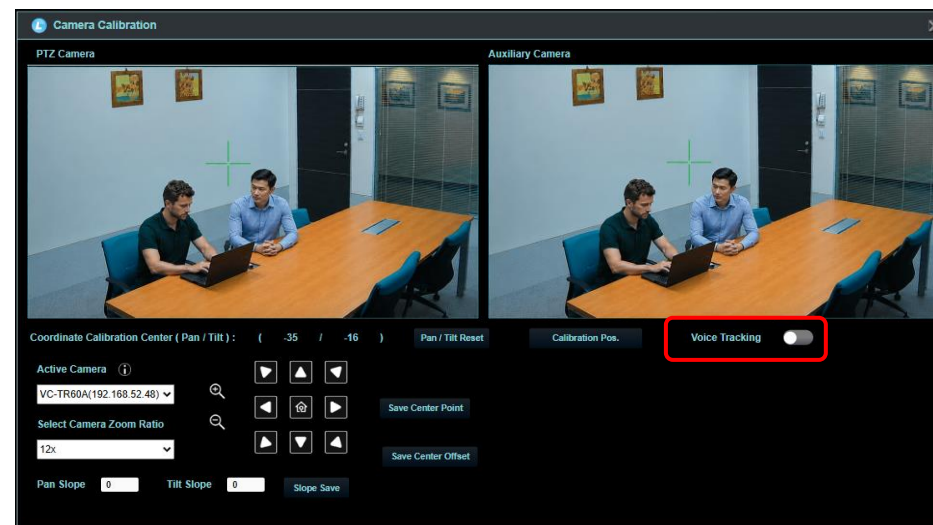 Camera Calibration
PTZ Camera
Auxiliary Camera
Coordinate Calibration Center ( Pan / Tilt ) : ( -35 / -16 ) Pan / Tilt Reset Calibration Pos. Voice Tracking
Active Camera i
VC-TR60A(192.168.52.48)
Save Center Point
Select Camera Zoom Ratio
12x
Save Center Offset
Pan Slope 0 Tilt Slope 0 Slope Save